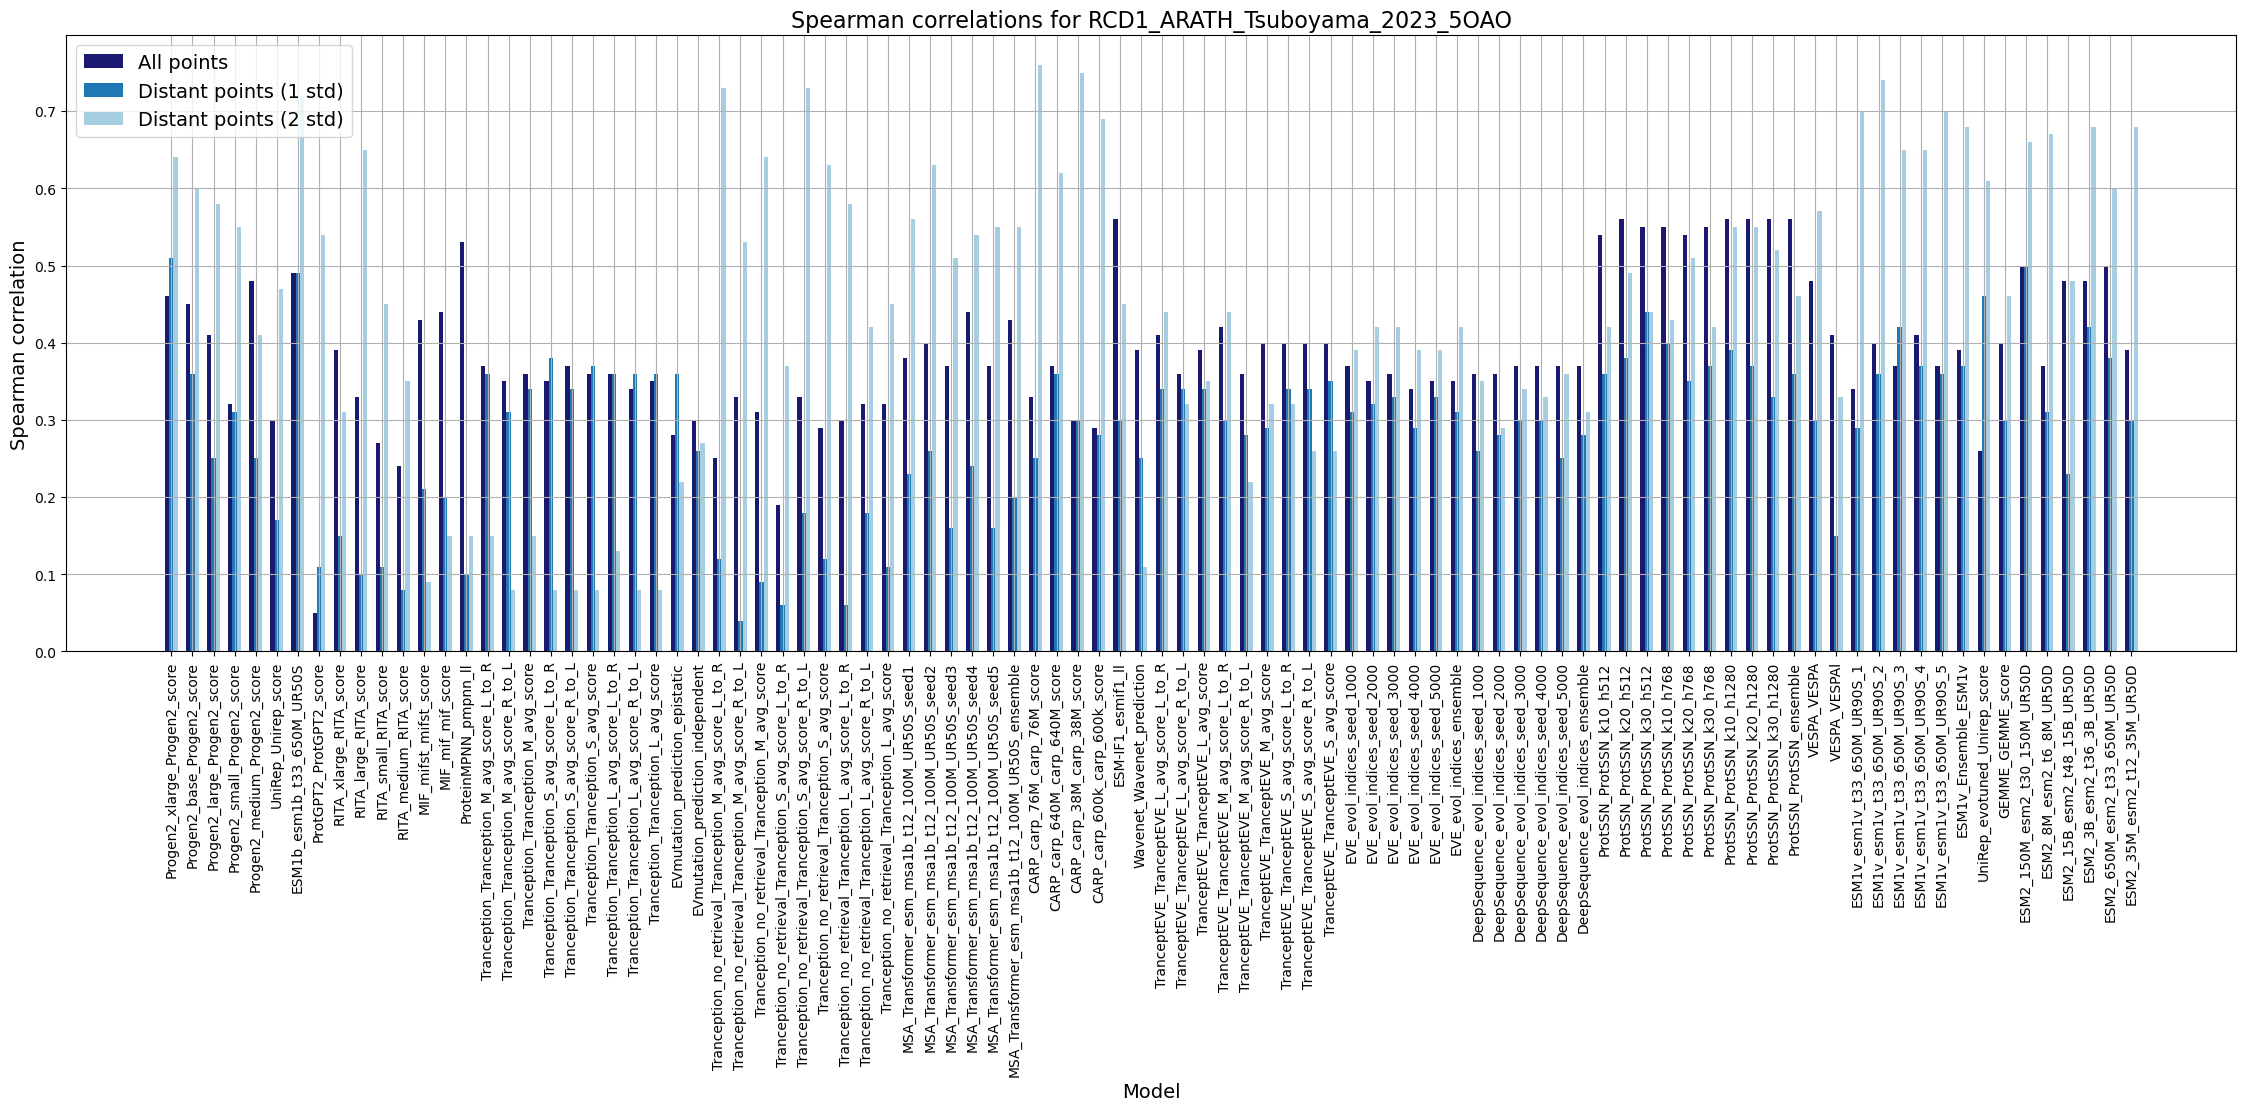 Spearman correlations for RCD1_ARATH_Tsuboyama_2023_5OAO
All points
Distant points (1 std)
Distant points (2 std)
Spearman correlation
0.7
0.6
0.5
0.4
0.3
0.2
0.1
0.0
Progen2_xlarge_Progen2_score
Progen2_base_Progen2_score
Progen2_large_Progen2_score
Progen2_small_Progen2_score
Progen2_medium_Progen2_score
UniRep_Unirep_score
ESM1b_esm1b_t33_650M_UR50S
ProtGPT2_ProtGPT2_score
RITA_xlarge_RITA_score
RITA_large_RITA_score
RITA_small_RITA_score
RITA_medium_RITA_score
MIF_mifst_mifst_score
MIF_mif_mif_score
ProteinMPNN_pmpnn_ll
Tranception_Tranception_M_avg_score_L_to_R
Tranception_Tranception_M_avg_score_R_to_L
Tranception_Tranception_M_avg_score
Tranception_Tranception_S_avg_score_L_to_R
Tranception_Tranception_S_avg_score_R_to_L
Tranception_Tranception_S_avg_score
Tranception_Tranception_L_avg_score_L_to_R
Tranception_Tranception_L_avg_score_R_to_L
Tranception_Tranception_L_avg_score
EVmutation_prediction_epistatic
EVmutation_prediction_independent
Tranception_no_retrieval_Tranception_M_avg_score_L_to_R
Tranception_no_retrieval_Tranception_M_avg_score_R_to_L
Tranception_no_retrieval_Tranception_M_avg_score
Tranception_no_retrieval_Tranception_S_avg_score_L_to_R
Tranception_no_retrieval_Tranception_S_avg_score_R_to_L
Tranception_no_retrieval_Tranception_S_avg_score
Tranception_no_retrieval_Tranception_L_avg_score_L_to_R
Tranception_no_retrieval_Tranception_L_avg_score_R_to_L
Tranception_no_retrieval_Tranception_L_avg_score
MSA_Transformer_esm_msa1b_t12_100M_UR50S_seed1
MSA_Transformer_esm_msa1b_t12_100M_UR50S_seed2
MSA_Transformer_esm_msa1b_t12_100M_UR50S_seed3
MSA_Transformer_esm_msa1b_t12_100M_UR50S_seed4
MSA_Transformer_esm_msa1b_t12_100M_UR50S_seed5
MSA_Transformer_esm_msa1b_t12_100M_UR50S_ensemble
CARP_carp_76M_carp_76M_score
CARP_carp_640M_carp_640M_score
CARP_carp_38M_carp_38M_score
CARP_carp_600k_carp_600k_score
ESM-IF1_esmif1_ll
Wavenet_Wavenet_prediction
TranceptEVE_TranceptEVE_L_avg_score_L_to_R
TranceptEVE_TranceptEVE_L_avg_score_R_to_L
TranceptEVE_TranceptEVE_L_avg_score
TranceptEVE_TranceptEVE_M_avg_score_L_to_R
TranceptEVE_TranceptEVE_M_avg_score_R_to_L
TranceptEVE_TranceptEVE_M_avg_score
TranceptEVE_TranceptEVE_S_avg_score_L_to_R
TranceptEVE_TranceptEVE_S_avg_score_R_to_L
TranceptEVE_TranceptEVE_S_avg_score
EVE_evol_indices_seed_1000
EVE_evol_indices_seed_2000
EVE_evol_indices_seed_3000
EVE_evol_indices_seed_4000
EVE_evol_indices_seed_5000
EVE_evol_indices_ensemble
DeepSequence_evol_indices_seed_1000
DeepSequence_evol_indices_seed_2000
DeepSequence_evol_indices_seed_3000
DeepSequence_evol_indices_seed_4000
DeepSequence_evol_indices_seed_5000
DeepSequence_evol_indices_ensemble
ProtSSN_ProtSSN_k10_h512
ProtSSN_ProtSSN_k20_h512
ProtSSN_ProtSSN_k30_h512
ProtSSN_ProtSSN_k10_h768
ProtSSN_ProtSSN_k20_h768
ProtSSN_ProtSSN_k30_h768
ProtSSN_ProtSSN_k10_h1280
ProtSSN_ProtSSN_k20_h1280
ProtSSN_ProtSSN_k30_h1280
ProtSSN_ProtSSN_ensemble
VESPA_VESPA
VESPA_VESPAl
ESM1v_esm1v_t33_650M_UR90S_1
ESM1v_esm1v_t33_650M_UR90S_2
ESM1v_esm1v_t33_650M_UR90S_3
ESM1v_esm1v_t33_650M_UR90S_4
ESM1v_esm1v_t33_650M_UR90S_5
ESM1v_Ensemble_ESM1v
UniRep_evotuned_Unirep_score
GEMME_GEMME_score
ESM2_150M_esm2_t30_150M_UR50D
ESM2_8M_esm2_t6_8M_UR50D
ESM2_15B_esm2_t48_15B_UR50D
ESM2_3B_esm2_t36_3B_UR50D
ESM2_650M_esm2_t33_650M_UR50D
ESM2_35M_esm2_t12_35M_UR50D
Model